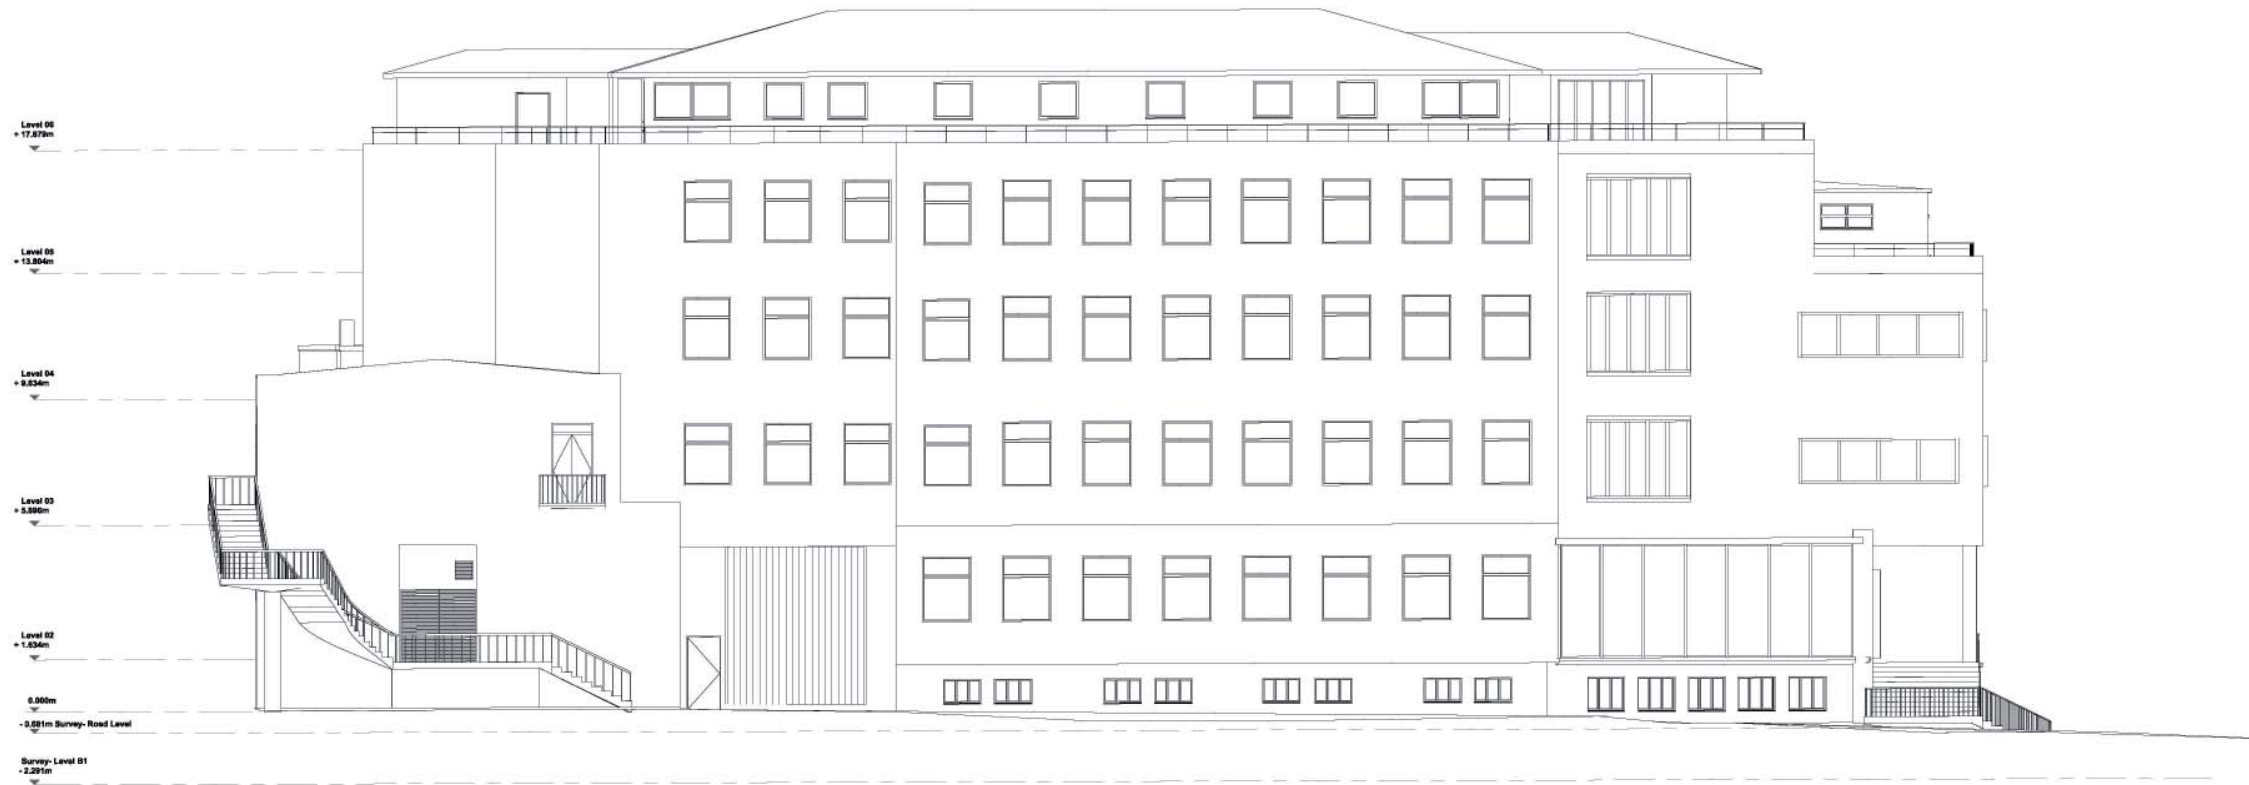 Level 06
+ 17.679m
Level 05
+ 13.804m
Level 04
+ 9.834m
Level 03
+ 5.896m
Level 02
+ 1.634m
0.000m
- 0.681m Survey- Road Level
Survey- Level B1
- 2.291m